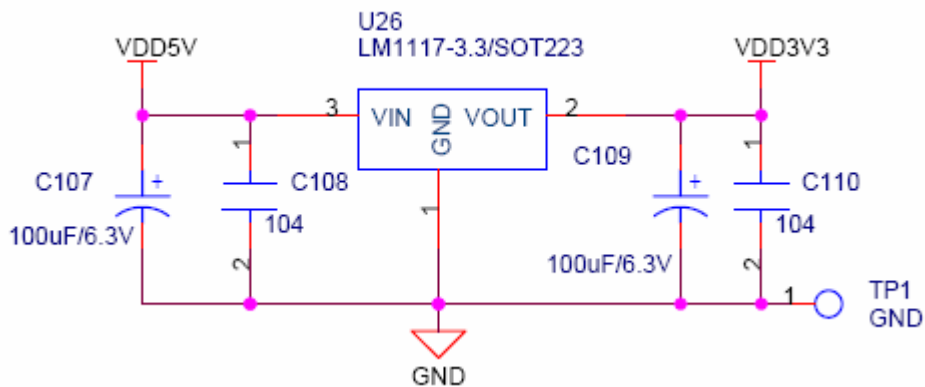 U26
LM1117-3.3/SOT223
VDD5V
VDD3V3
3
VIN
GND
VOUT
2
1
C107
+
1
C108
104
2
100uF/6.3V
1
C109
+
100uF/6.3V
1
C110
104
2
1
TP1
GND
GND